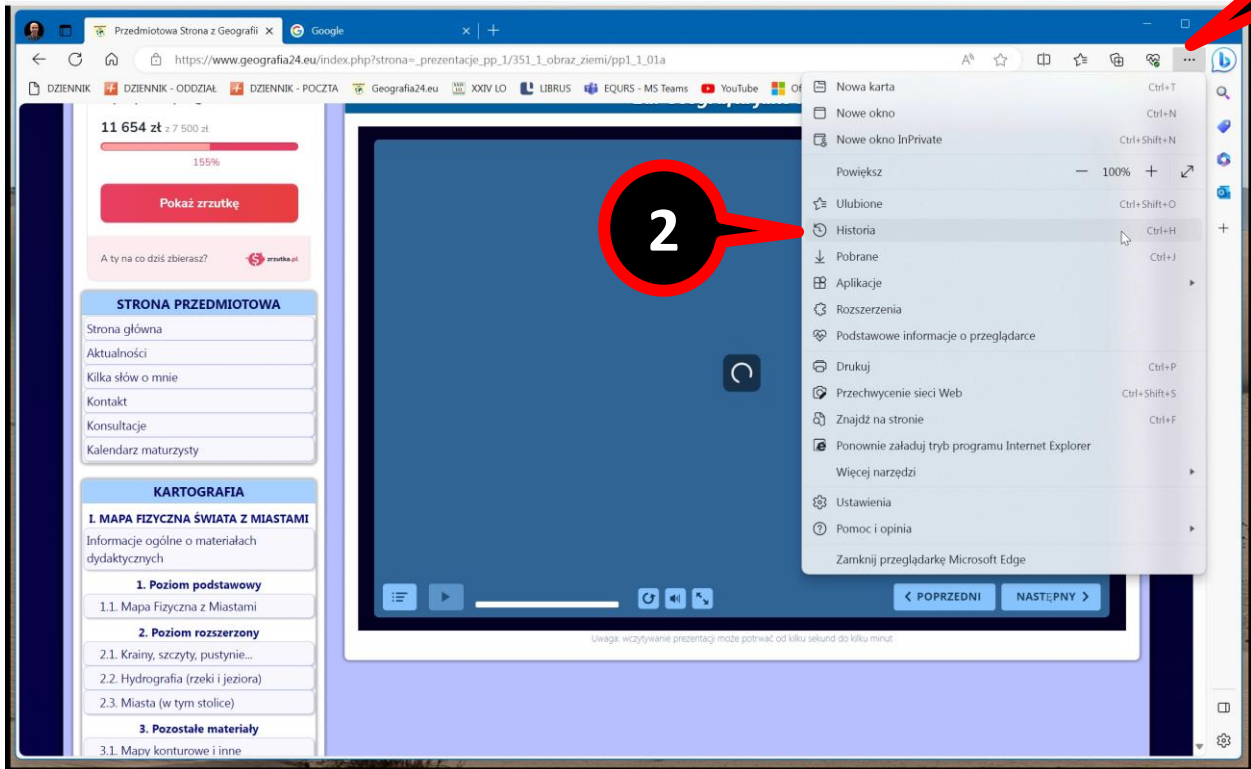 Przedmiotowa Strona z Geografii
Google
https://www.geografia24.eu/index.php?strona=_prezentacje_pp_1/351_1_obraz_ziemi/pp1_1_01a
DZIENNIK
DZIENNIK - ODDZIAŁ
DZIENNIK - POCZTA
Geografia24.eu
XXIV LO
LIBRUS
EQURS - MS Teams
YouTube
11 654 zł z 7 500 zł
155%
Pokaż zrzutkę
A ty na co dziś zbierasz?
zrzutka.pl
STRONA PRZEDMIOTOWA
Strona główna
Aktualności
Kilka słów o mnie
Kontakt
Konsultacje
Kalendarz maturzysty
KARTOGRAFIA
I. MAPA FIZYCZNA ŚWIATA Z MIASTAMI
Informacje ogólne o materiałach
dydaktycznych
1. Poziom podstawowy
1.1. Mapa Fizyczna z Miastami
2. Poziom rozszerzony
2.1. Krainy, szczyty, pustynie...
2.2. Hydrografia (rzeki i jeziora)
2.3. Miasta (w tym stolice)
3. Pozostałe materiały
3.1. Mapy konturowe i inne
2
POPRZEDNI
NASTĘPNY
Uwaga: wczytywanie prezentacji może potrwać od kilku sekund do kilku minut
Nowa karta Ctrl+T
Nowe okno Ctrl+N
Nowe okno InPrivate Ctrl+Shift+N
Powiększ 100%
Ulubione Ctrl+Shift+O
Historia Ctrl+H
Pobrane Ctrl+J
Aplikacje
Rozszerzenia
Podstawowe informacje o przeglądarce
Drukuj Ctrl+P
Przechwycenie sieci Web Ctrl+Shift+S
Znajdź na stronie Ctrl+F
Ponownie załaduj tryb programu Internet Explorer
Więcej narzędzi
Ustawienia
Pomoc i opinia
Zamknij przeglądarkę Microsoft Edge